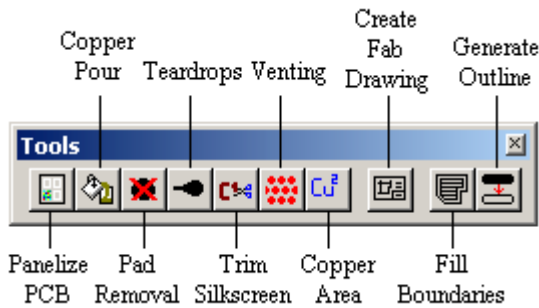 Copper
Pour
Teardrops
Venting
Create
Fab
Drawing
Generate
Outline
Tools
Cu²
Panelize
PCB
Pad
Removal
Trim
Silkscreen
Copper
Area
Fill
Boundaries